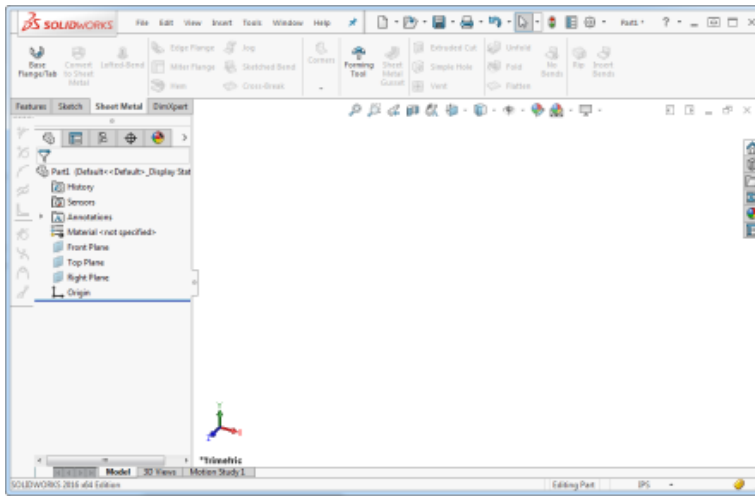 SOLIDWORKS File Edit View Insert Tools Window Help Part1 ?
Base Flange/Tab Convert to Sheet Metal Lofted-Bend Edge Flange Miter Flange Hem Jog Sketched Bend Cross-Break Corners Forming Tool Sheet Metal Gusset Extruded Cut Simple Hole Vent Unfold Fold Flatten No Bends Rip Insert Bends
Features Sketch Sheet Metal DimXpert
Part1 (Default<<Default>_Display Stat
History
Sensors
Annotations
Material <not specified>
Front Plane
Top Plane
Right Plane
Origin
Y
*Trimetric
Model 3D Views Motion Study 1
SOLIDWORKS 2016 x64 Edition Editing Part IPS